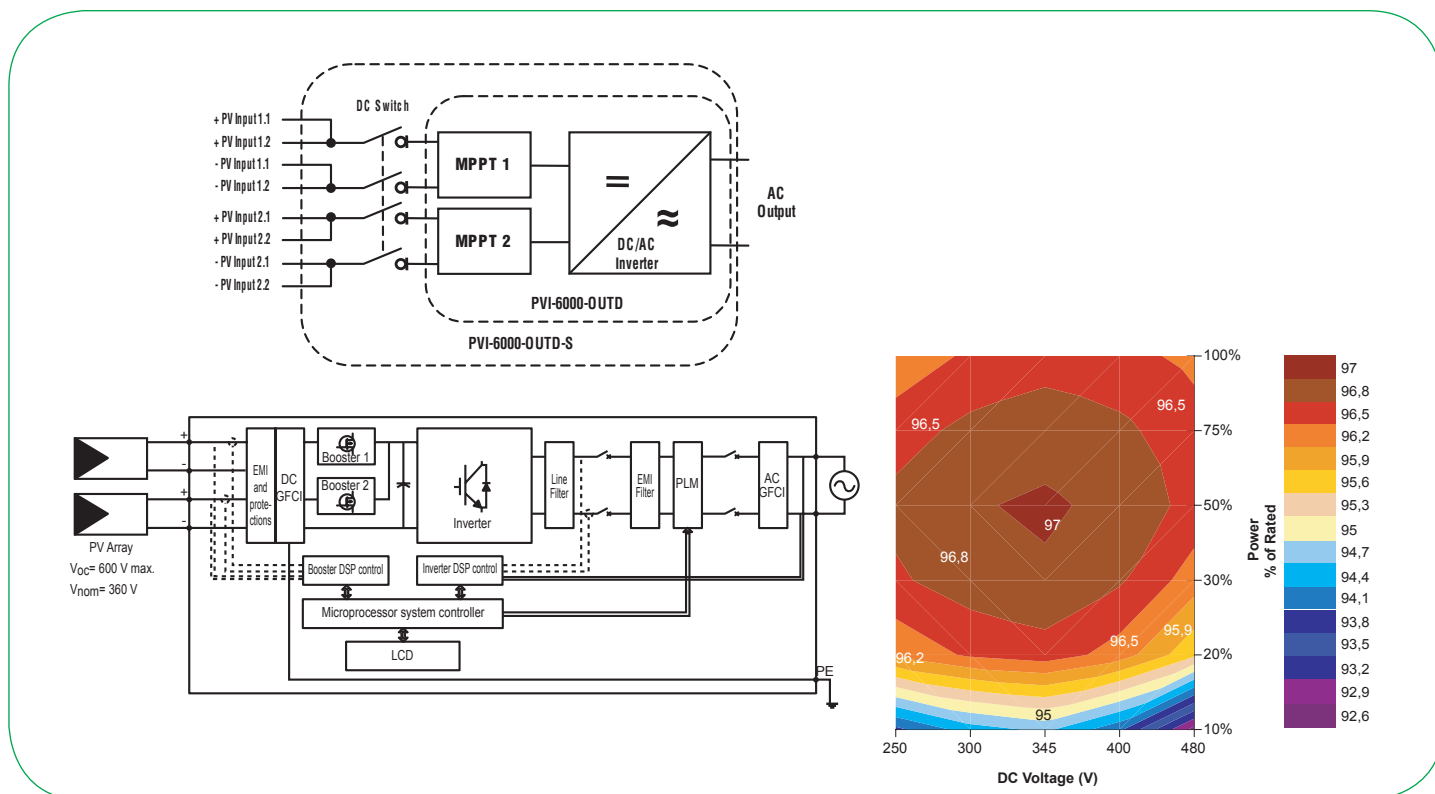 DC Switch
+ PV Input 1.1
+ PV Input 1.2
- PV Input 1.1
- PV Input 1.2
+ PV Input 2.1
+ PV Input 2.2
- PV Input 2.1
- PV Input 2.2
MPPT 1
MPPT 2
=
≈
DC/AC
Inverter
AC
Output
PVI-6000-OUTD
PVI-6000-OUTD-S
+
-
+
-
PV Array
Voc= 600 V max.
Vnom= 360 V
EMI
and
prote-
ctions
DC
GFCI
Booster 1
Booster 2
Inverter
Line
Filter
EMI
Filter
PLM
AC
GFCI
Booster DSP control
Inverter DSP control
Microprocessor system controller
LCD
PE
96,5
96,5
97
96,8
96,5
95,9
96,2
95
100%
75%
50%
30%
20%
10%
Power
% of Rated
250
300
345
400
480
DC Voltage (V)
97
96,8
96,5
96,2
95,9
95,6
95,3
95
94,7
94,4
94,1
93,8
93,5
93,2
92,9
92,6